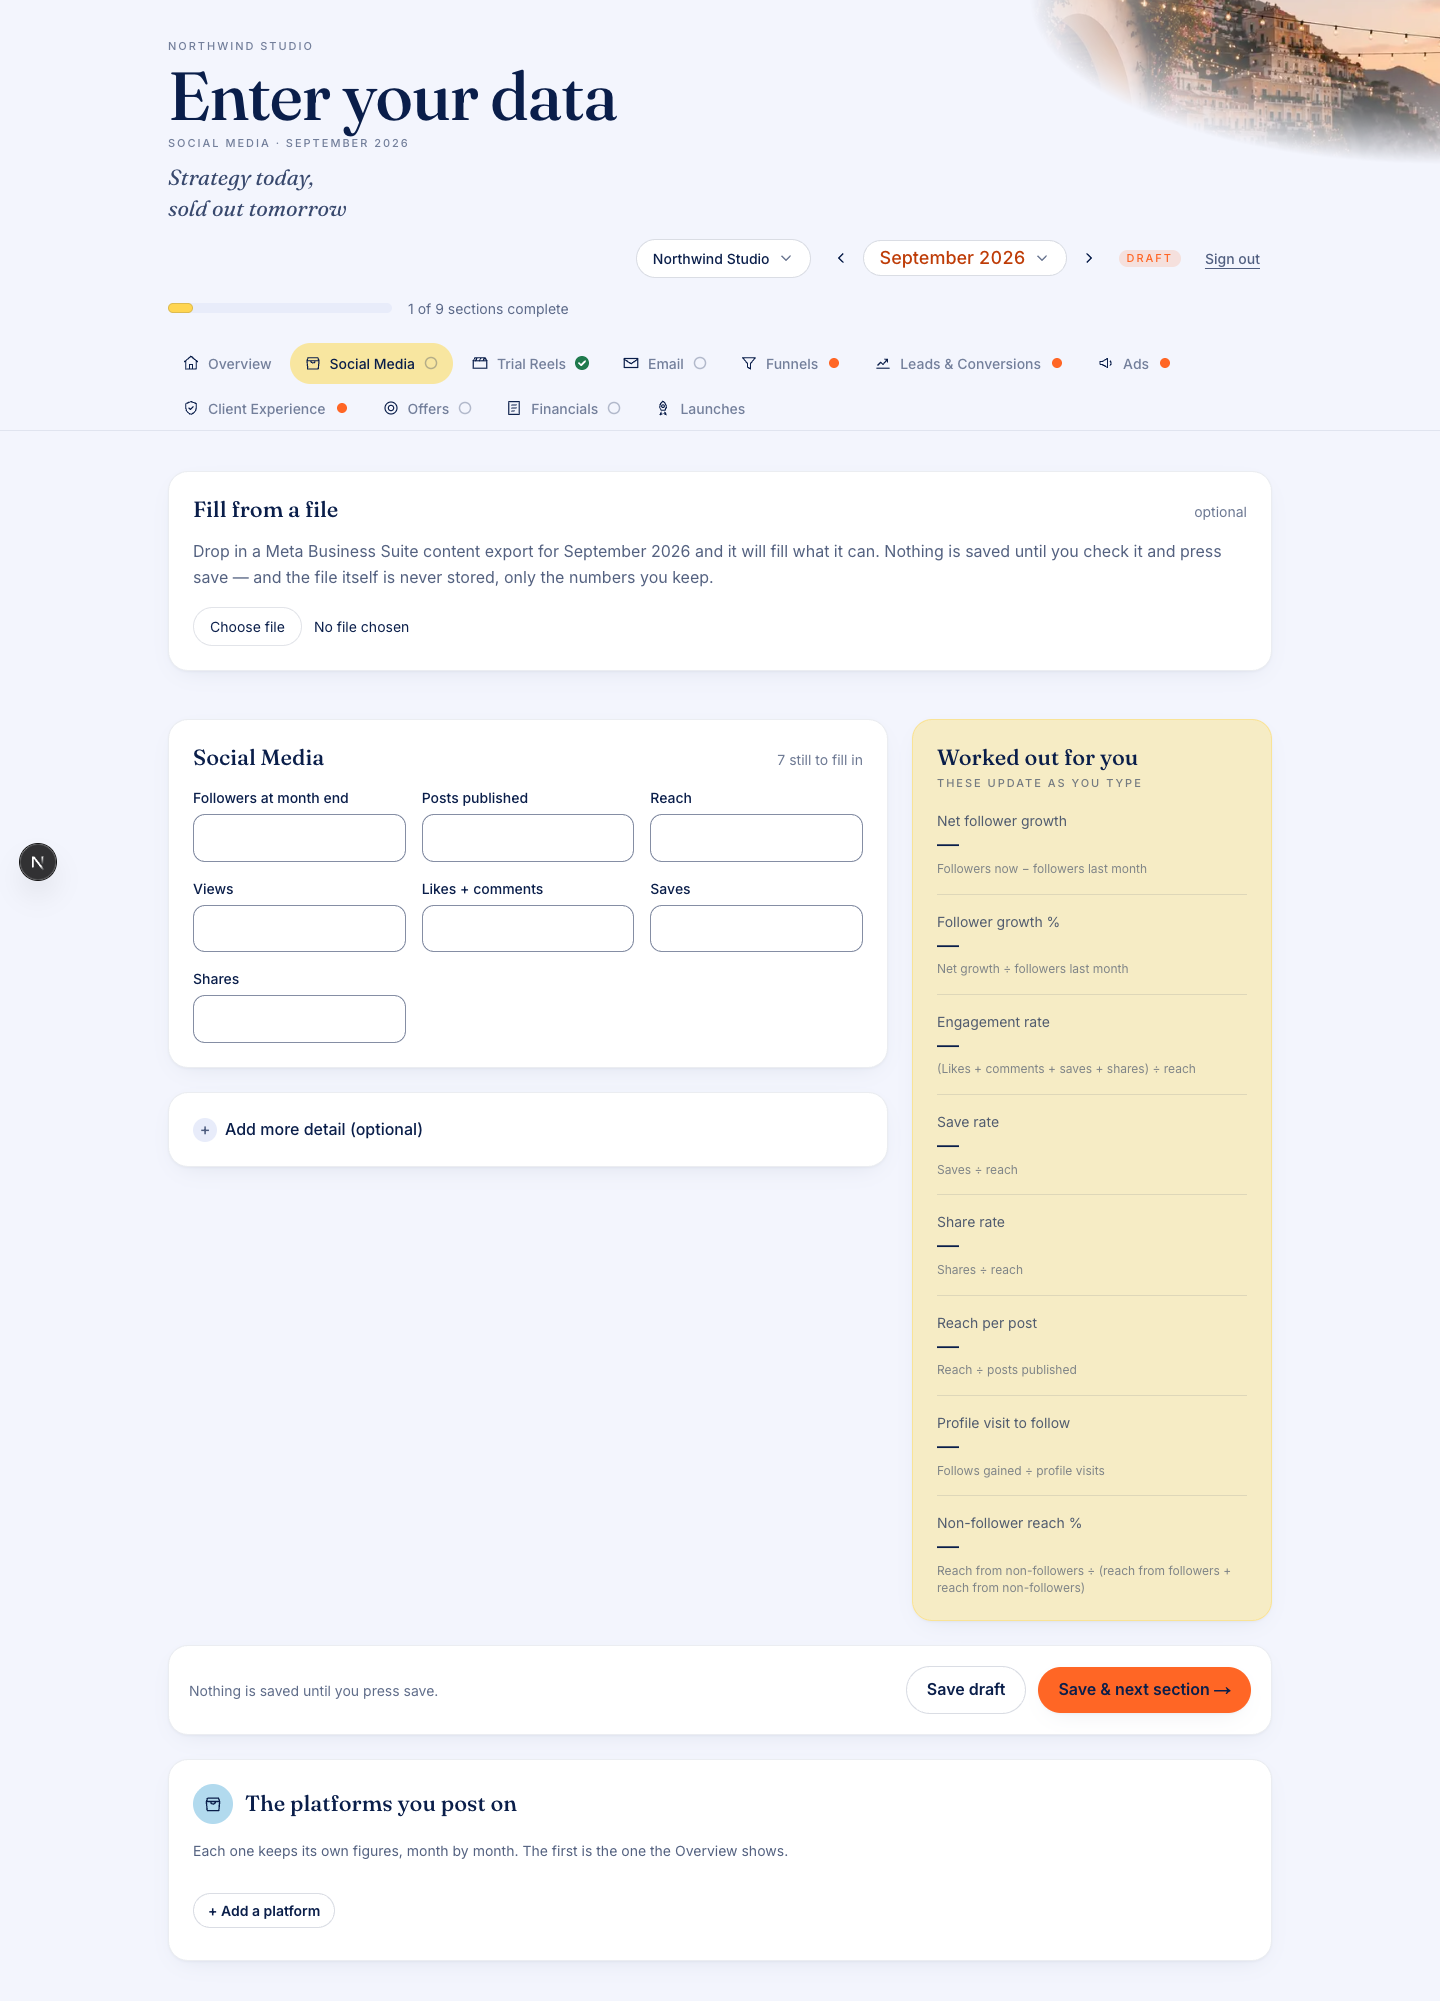 NORTHWIND STUDIO
Enter your data
SOCIAL MEDIA · SEPTEMBER 2026
Strategy today,
sold out tomorrow
Northwind Studio
September 2026
DRAFT
Sign out
1 of 9 sections complete
Overview
Social Media
Trial Reels
Email
Funnels
Leads & Conversions
Ads
Client Experience
Offers
Financials
Launches
Fill from a file
optional
Drop in a Meta Business Suite content export for September 2026 and it will fill what it can. Nothing is saved until you check it and press
save — and the file itself is never stored, only the numbers you keep.
Choose file
No file chosen
Social Media
7 still to fill in
Followers at month end
Posts published
Reach
Views
Likes + comments
Saves
Shares
+ Add more detail (optional)
Worked out for you
THESE UPDATE AS YOU TYPE
Net follower growth
—
Followers now − followers last month
Follower growth %
—
Net growth ÷ followers last month
Engagement rate
—
(Likes + comments + saves + shares) ÷ reach
Save rate
—
Saves ÷ reach
Share rate
—
Shares ÷ reach
Reach per post
—
Reach ÷ posts published
Profile visit to follow
—
Follows gained ÷ profile visits
Non-follower reach %
—
Reach from non-followers ÷ (reach from followers +
reach from non-followers)
N
Nothing is saved until you press save.
Save draft
Save & next section →
The platforms you post on
Each one keeps its own figures, month by month. The first is the one the Overview shows.
+ Add a platform